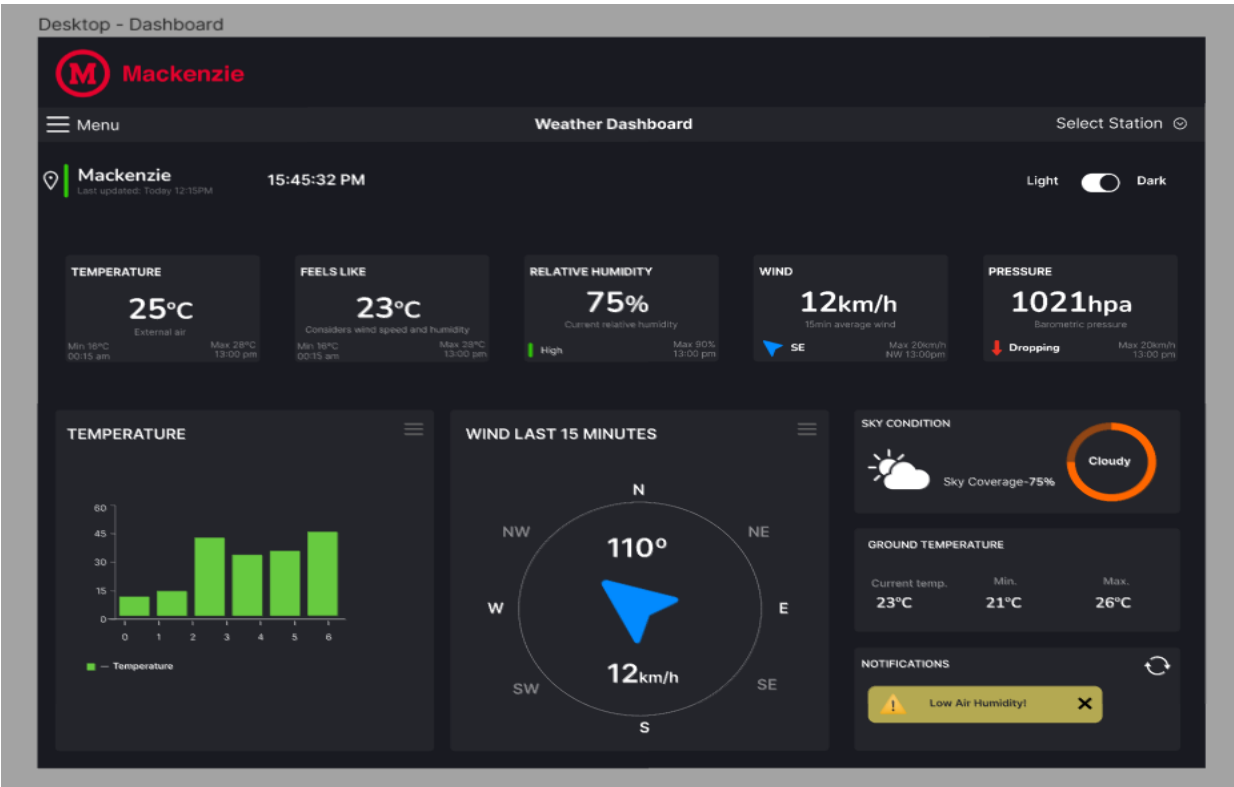 Desktop - Dashboard
M Mackenzie
Menu
Weather Dashboard
Select Station
Mackenzie
Last updated: Today 12:15PM
15:45:32 PM
Light
Dark
TEMPERATURE
25°C
External air
Min 16°C
00:15 am
Max 28°C
13:00 pm
FEELS LIKE
23°C
Considers wind speed and humidity
Min 16°C
00:15 am
Max 28°C
13:00 pm
RELATIVE HUMIDITY
75%
Current relative humidity
High
Max 90%
13:00 pm
WIND
12km/h
15min average wind
SE
Max 20km/h
NW 13:00pm
PRESSURE
1021hpa
Barometric pressure
Dropping
Max 20km/h
13:00 pm
TEMPERATURE
60
45
30
15
0
0 1 2 3 4 5 6
— Temperature
WIND LAST 15 MINUTES
N
NW
NE
110º
W
E
12km/h
SW
SE
S
SKY CONDITION
Sky Coverage-75%
Cloudy
GROUND TEMPERATURE
Current temp. Min. Max.
23°C 21°C 26°C
NOTIFICATIONS
! Low Air Humidity! X